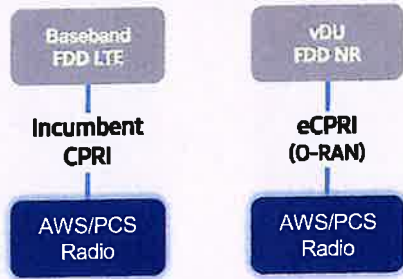 Baseband
FDD LTE
Incumbent
CPRI
AWS/PCS
Radio
vDU
FDD NR
eCPRI
(O-RAN)
AWS/PCS
Radio